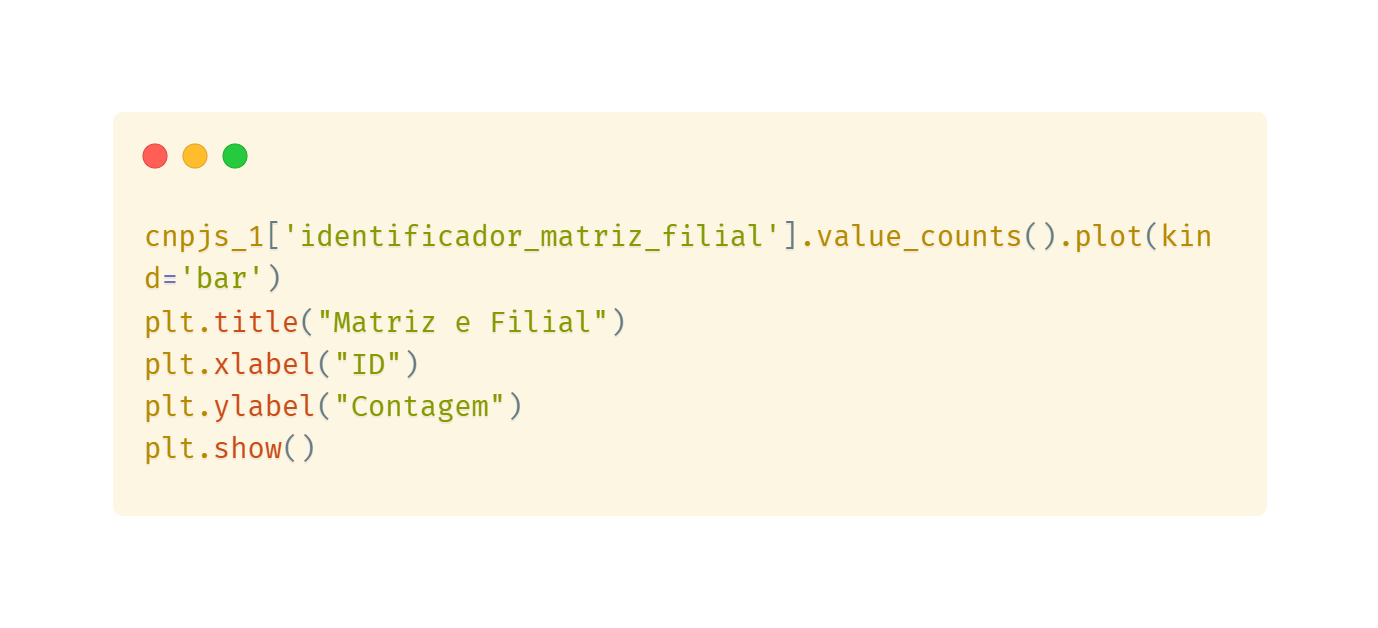 cnpjs_1['identificador_matriz_filial'].value_counts().plot(kin
d='bar')
plt.title("Matriz e Filial")
plt.xlabel("ID")
plt.ylabel("Contagem")
plt.show()